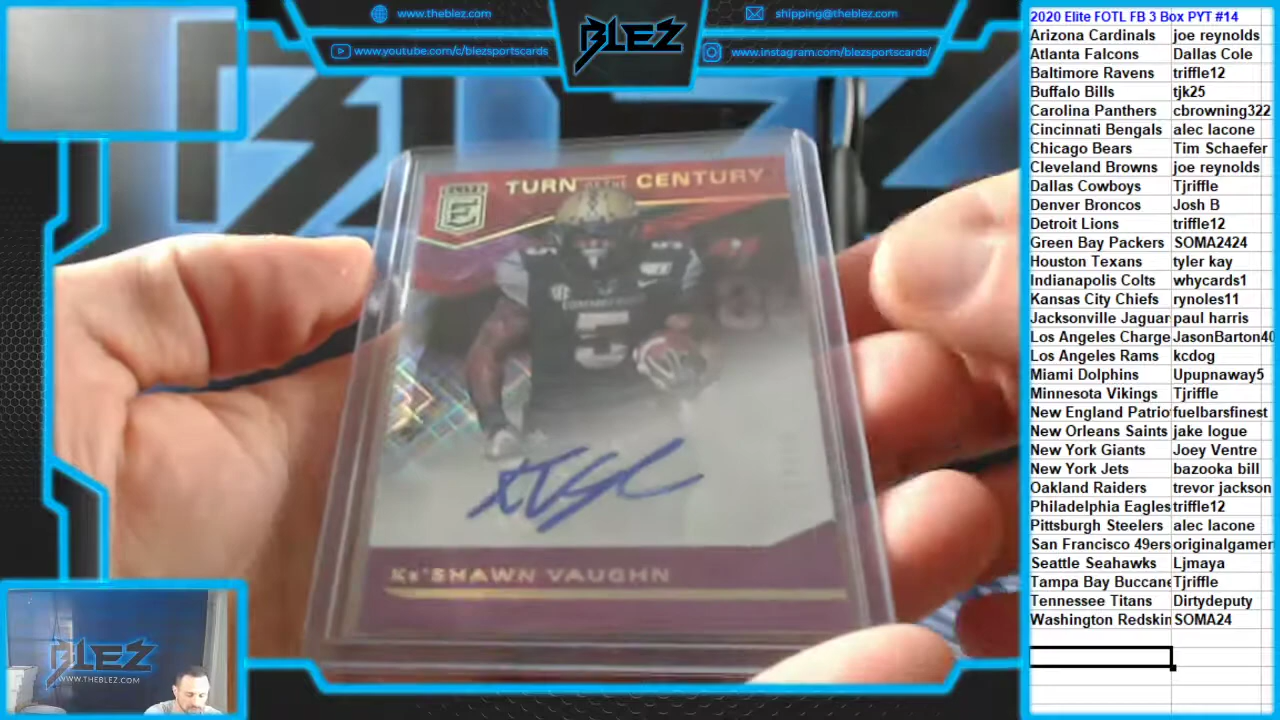 www.theblez.com
www.youtube.com/c/blezsportscards
BLEZ
shipping@theblez.com
www.instagram.com/blezsportscards/
TURN OF THE CENTURY
5
KE'SHAWN VAUGHN
BLEZ
WWW.THEBLEZ.COM
2020 Elite FOTL FB 3 Box PYT #14
Arizona Cardinals joe reynolds
Atlanta Falcons Dallas Cole
Baltimore Ravens triffle12
Buffalo Bills tjk25
Carolina Panthers cbrowning322
Cincinnati Bengals alec Iacone
Chicago Bears Tim Schaefer
Cleveland Browns joe reynolds
Dallas Cowboys Tjriffle
Denver Broncos Josh B
Detroit Lions triffle12
Green Bay Packers SOMA2424
Houston Texans tyler kay
Indianapolis Colts whycards1
Kansas City Chiefs rynoles11
Jacksonville Jaguar paul harris
Los Angeles Charge JasonBarton40
Los Angeles Rams kcdog
Miami Dolphins Upupnaway5
Minnesota Vikings Tjriffle
New England Patrio fuelbarsfinest
New Orleans Saints jake logue
New York Giants Joey Ventre
New York Jets bazooka bill
Oakland Raiders trevor jackson
Philadelphia Eagles triffle12
Pittsburgh Steelers alec Iacone
San Francisco 49ers originalgamer
Seattle Seahawks Ljmaya
Tampa Bay Buccane Tjriffle
Tennessee Titans Dirtydeputy
Washington Redskin SOMA24